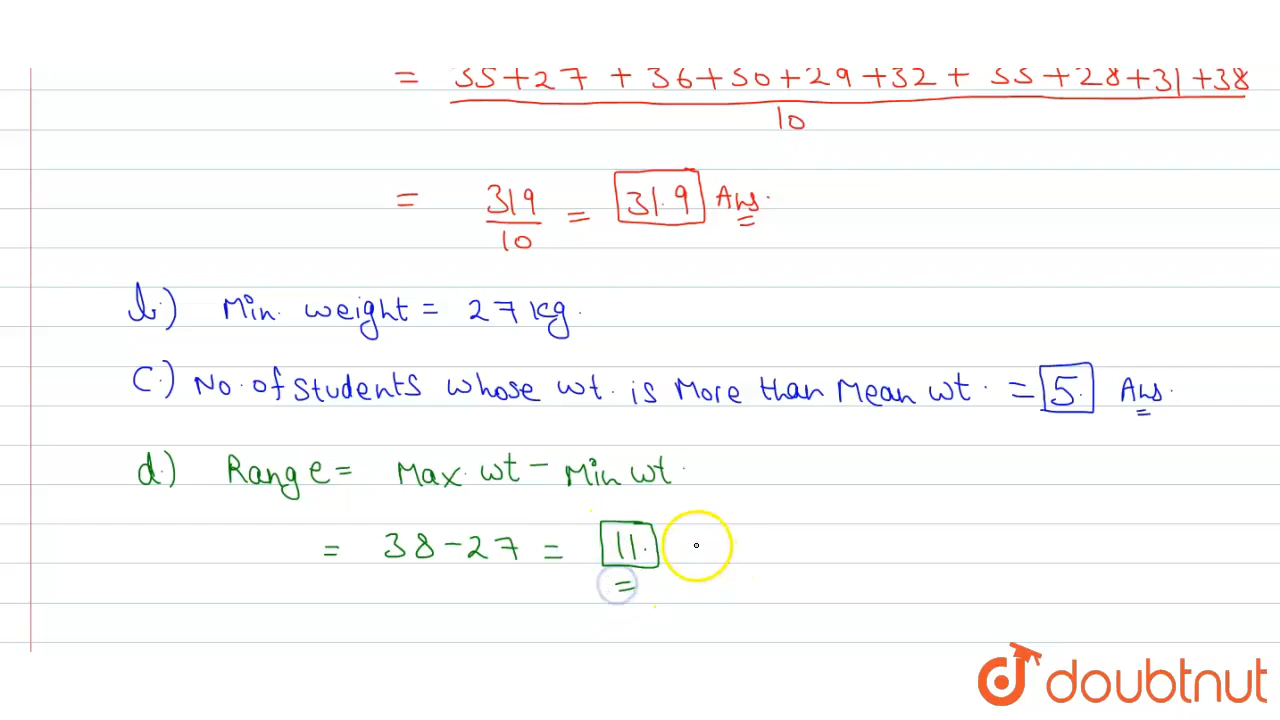 = 35+27 + 36+30+29+32 + 33+28+31+38
10
= 319 = 31.9 Ans.
10
b.) Min. weight = 27 kg.
C.) No. of Students whose wt. is More than Mean wt. = 5. Ans.
d.) Range = Max. wt - Min wt.
= 38-27 = 11.
doubtnut